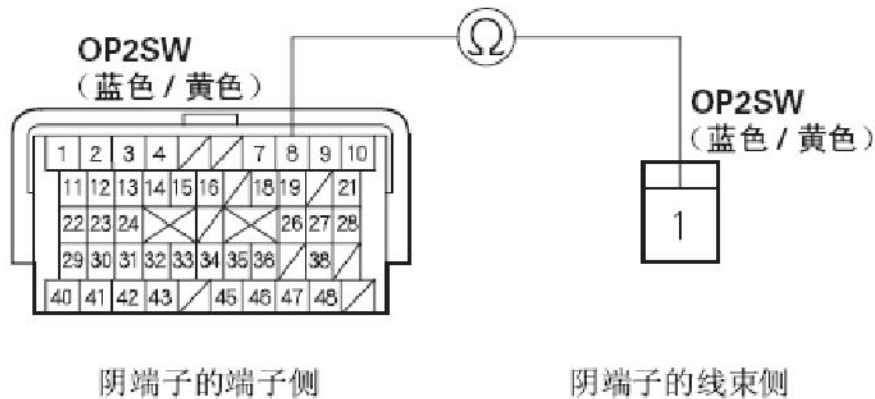 OP2SW
（蓝色 / 黄色）
Ω
OP2SW
（蓝色 / 黄色）
1 2 3 4 7 8 9 10
11 12 13 14 15 16 18 19 21
22 23 24 26 27 28
29 30 31 32 33 34 35 36 38
40 41 42 43 45 46 47 48
1
阴端子的端子侧
阴端子的线束侧